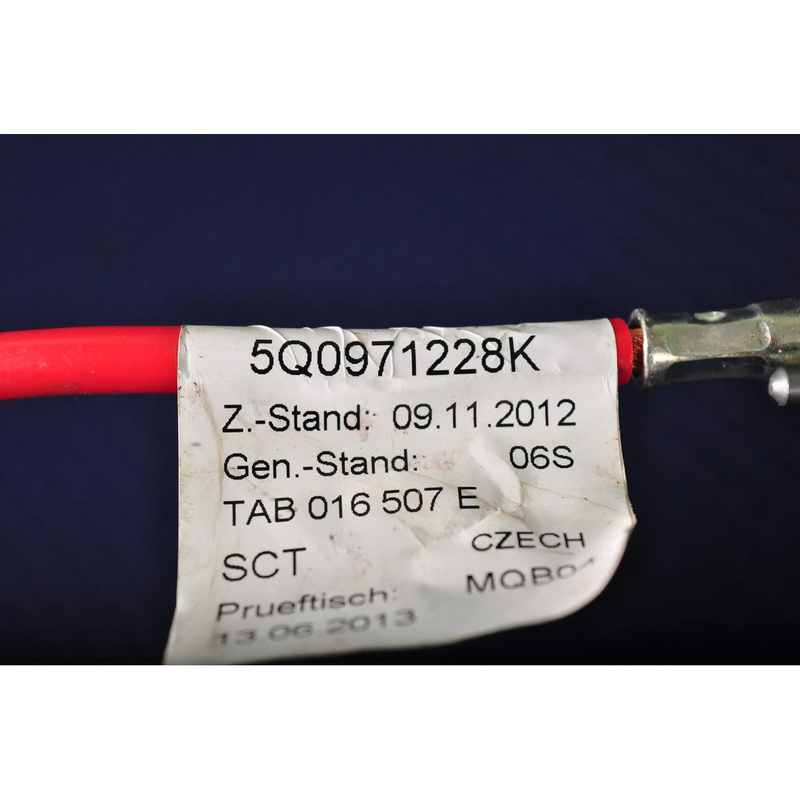 5Q0971228K
Z.-Stand: 09.11.2012
Gen.-Stand: 06S
TAB 016 507 E
SCT CZECH
Prueftisch:
13.06.2013